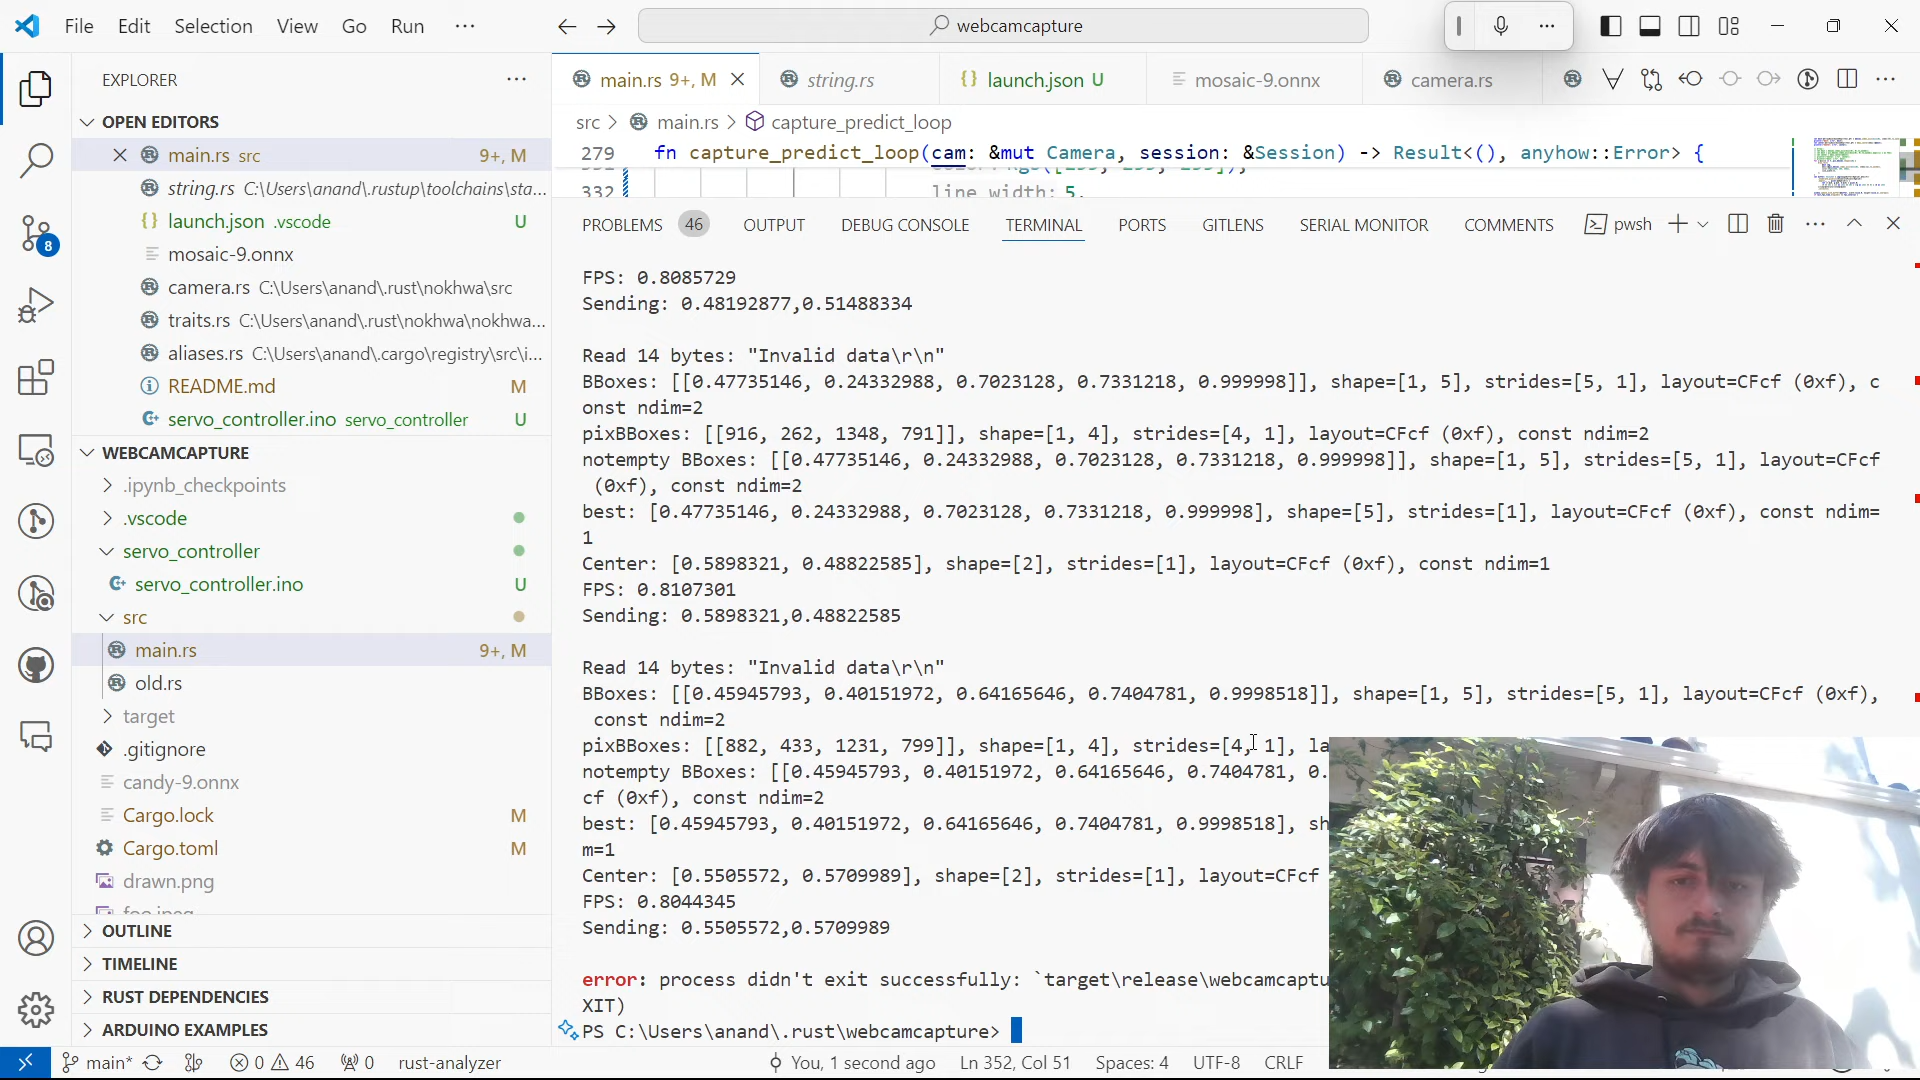 File Edit Selection View Go Run ···
webcamcapture
EXPLORER
OPEN EDITORS
main.rs src 9+, M
string.rs C:\Users\anand\.rustup\toolchains\sta...
launch.json .vscode U
mosaic-9.onnx
camera.rs C:\Users\anand\.rust\nokhwa\src
traits.rs C:\Users\anand\.rust\nokhwa\nokhwa...
aliases.rs C:\Users\anand\.cargo\registry\src\i...
README.md M
servo_controller.ino servo_controller U
WEBCAMCAPTURE
.ipynb_checkpoints
.vscode
servo_controller
servo_controller.ino U
src
main.rs 9+, M
old.rs
target
.gitignore
candy-9.onnx
Cargo.lock M
Cargo.toml M
drawn.png
OUTLINE
TIMELINE
RUST DEPENDENCIES
ARDUINO EXAMPLES
8
main.rs 9+, M
string.rs
launch.json U
mosaic-9.onnx
camera.rs
src > main.rs > capture_predict_loop
279 fn capture_predict_loop(cam: &mut Camera, session: &Session) -> Result<(), anyhow::Error> {
332 line_width: 5,
PROBLEMS 46 OUTPUT DEBUG CONSOLE TERMINAL PORTS GITLENS SERIAL MONITOR COMMENTS pwsh
FPS: 0.8085729
Sending: 0.48192877,0.51488334
Read 14 bytes: "Invalid data\r\n"
BBoxes: [[0.47735146, 0.24332988, 0.7023128, 0.7331218, 0.999998]], shape=[1, 5], strides=[5, 1], layout=CFcf (0xf), c
onst ndim=2
pixBBoxes: [[916, 262, 1348, 791]], shape=[1, 4], strides=[4, 1], layout=CFcf (0xf), const ndim=2
notempty BBoxes: [[0.47735146, 0.24332988, 0.7023128, 0.7331218, 0.999998]], shape=[1, 5], strides=[5, 1], layout=CFcf
(0xf), const ndim=2
best: [0.47735146, 0.24332988, 0.7023128, 0.7331218, 0.999998], shape=[5], strides=[1], layout=CFcf (0xf), const ndim=
1
Center: [0.5898321, 0.48822585], shape=[2], strides=[1], layout=CFcf (0xf), const ndim=1
FPS: 0.8107301
Sending: 0.5898321,0.48822585
Read 14 bytes: "Invalid data\r\n"
BBoxes: [[0.45945793, 0.40151972, 0.64165646, 0.7404781, 0.9998518]], shape=[1, 5], strides=[5, 1], layout=CFcf (0xf),
const ndim=2
pixBBoxes: [[882, 433, 1231, 799]], shape=[1, 4], strides=[4, 1], la
notempty BBoxes: [[0.45945793, 0.40151972, 0.64165646, 0.7404781, 0.
cf (0xf), const ndim=2
best: [0.45945793, 0.40151972, 0.64165646, 0.7404781, 0.9998518], sh
m=1
Center: [0.5505572, 0.5709989], shape=[2], strides=[1], layout=CFcf
FPS: 0.8044345
Sending: 0.5505572,0.5709989
error: process didn't exit successfully: `target\release\webcamcaptu
XIT)
PS C:\Users\anand\.rust\webcamcapture>
main* 0 46 0 rust-analyzer You, 1 second ago Ln 352, Col 51 Spaces: 4 UTF-8 CRLF